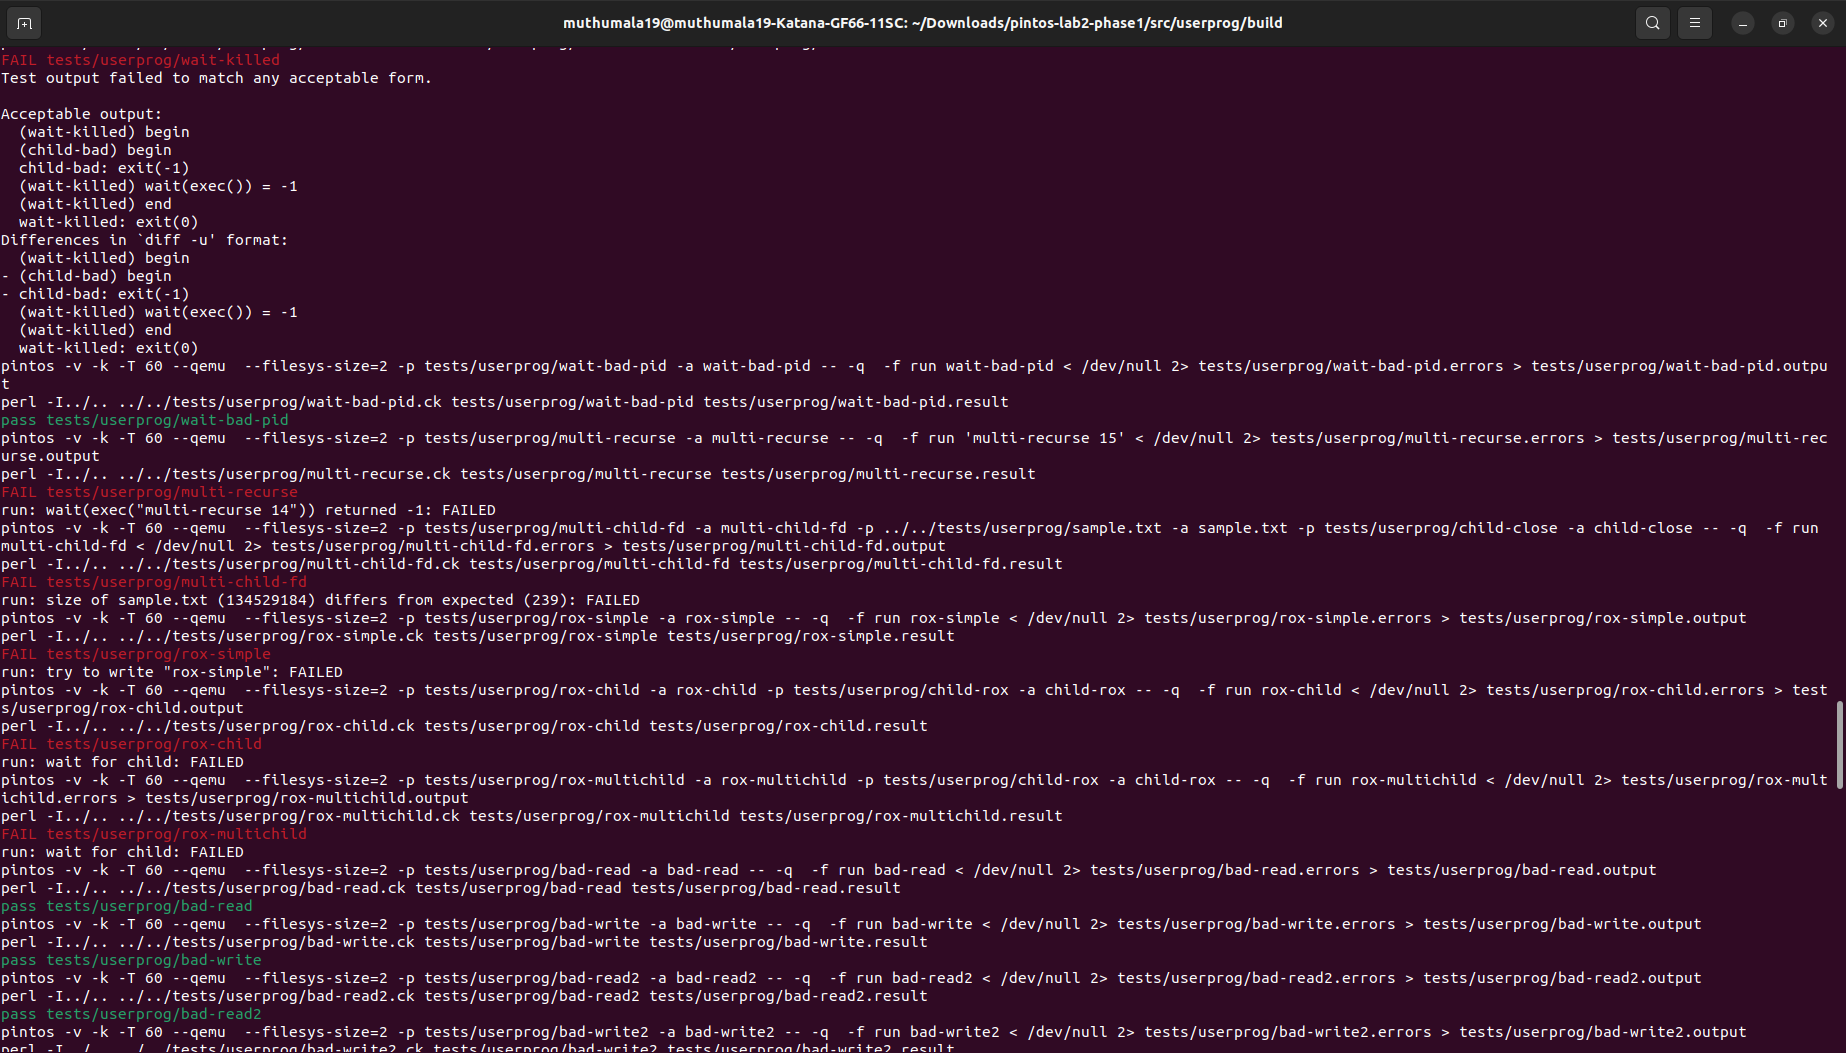 muthumala19@muthumala19-Katana-GF66-11SC: ~/Downloads/pintos-lab2-phase1/src/userprog/build
FAIL tests/userprog/wait-killed
Test output failed to match any acceptable form.

Acceptable output:
  (wait-killed) begin
  (child-bad) begin
  child-bad: exit(-1)
  (wait-killed) wait(exec()) = -1
  (wait-killed) end
  wait-killed: exit(0)
Differences in `diff -u' format:
  (wait-killed) begin
- (child-bad) begin
- child-bad: exit(-1)
  (wait-killed) wait(exec()) = -1
  (wait-killed) end
  wait-killed: exit(0)
pintos -v -k -T 60 --qemu  --filesys-size=2 -p tests/userprog/wait-bad-pid -a wait-bad-pid -- -q  -f run wait-bad-pid < /dev/null 2> tests/userprog/wait-bad-pid.errors > tests/userprog/wait-bad-pid.outpu
t
perl -I../.. ../../tests/userprog/wait-bad-pid.ck tests/userprog/wait-bad-pid tests/userprog/wait-bad-pid.result
pass tests/userprog/wait-bad-pid
pintos -v -k -T 60 --qemu  --filesys-size=2 -p tests/userprog/multi-recurse -a multi-recurse -- -q  -f run 'multi-recurse 15' < /dev/null 2> tests/userprog/multi-recurse.errors > tests/userprog/multi-rec
urse.output
perl -I../.. ../../tests/userprog/multi-recurse.ck tests/userprog/multi-recurse tests/userprog/multi-recurse.result
FAIL tests/userprog/multi-recurse
run: wait(exec("multi-recurse 14")) returned -1: FAILED
pintos -v -k -T 60 --qemu  --filesys-size=2 -p tests/userprog/multi-child-fd -a multi-child-fd -p ../../tests/userprog/sample.txt -a sample.txt -p tests/userprog/child-close -a child-close -- -q  -f run
multi-child-fd < /dev/null 2> tests/userprog/multi-child-fd.errors > tests/userprog/multi-child-fd.output
perl -I../.. ../../tests/userprog/multi-child-fd.ck tests/userprog/multi-child-fd tests/userprog/multi-child-fd.result
FAIL tests/userprog/multi-child-fd
run: size of sample.txt (134529184) differs from expected (239): FAILED
pintos -v -k -T 60 --qemu  --filesys-size=2 -p tests/userprog/rox-simple -a rox-simple -- -q  -f run rox-simple < /dev/null 2> tests/userprog/rox-simple.errors > tests/userprog/rox-simple.output
perl -I../.. ../../tests/userprog/rox-simple.ck tests/userprog/rox-simple tests/userprog/rox-simple.result
FAIL tests/userprog/rox-simple
run: try to write "rox-simple": FAILED
pintos -v -k -T 60 --qemu  --filesys-size=2 -p tests/userprog/rox-child -a rox-child -p tests/userprog/child-rox -a child-rox -- -q  -f run rox-child < /dev/null 2> tests/userprog/rox-child.errors > test
s/userprog/rox-child.output
perl -I../.. ../../tests/userprog/rox-child.ck tests/userprog/rox-child tests/userprog/rox-child.result
FAIL tests/userprog/rox-child
run: wait for child: FAILED
pintos -v -k -T 60 --qemu  --filesys-size=2 -p tests/userprog/rox-multichild -a rox-multichild -p tests/userprog/child-rox -a child-rox -- -q  -f run rox-multichild < /dev/null 2> tests/userprog/rox-mult
ichild.errors > tests/userprog/rox-multichild.output
perl -I../.. ../../tests/userprog/rox-multichild.ck tests/userprog/rox-multichild tests/userprog/rox-multichild.result
FAIL tests/userprog/rox-multichild
run: wait for child: FAILED
pintos -v -k -T 60 --qemu  --filesys-size=2 -p tests/userprog/bad-read -a bad-read -- -q  -f run bad-read < /dev/null 2> tests/userprog/bad-read.errors > tests/userprog/bad-read.output
perl -I../.. ../../tests/userprog/bad-read.ck tests/userprog/bad-read tests/userprog/bad-read.result
pass tests/userprog/bad-read
pintos -v -k -T 60 --qemu  --filesys-size=2 -p tests/userprog/bad-write -a bad-write -- -q  -f run bad-write < /dev/null 2> tests/userprog/bad-write.errors > tests/userprog/bad-write.output
perl -I../.. ../../tests/userprog/bad-write.ck tests/userprog/bad-write tests/userprog/bad-write.result
pass tests/userprog/bad-write
pintos -v -k -T 60 --qemu  --filesys-size=2 -p tests/userprog/bad-read2 -a bad-read2 -- -q  -f run bad-read2 < /dev/null 2> tests/userprog/bad-read2.errors > tests/userprog/bad-read2.output
perl -I../.. ../../tests/userprog/bad-read2.ck tests/userprog/bad-read2 tests/userprog/bad-read2.result
pass tests/userprog/bad-read2
pintos -v -k -T 60 --qemu  --filesys-size=2 -p tests/userprog/bad-write2 -a bad-write2 -- -q  -f run bad-write2 < /dev/null 2> tests/userprog/bad-write2.errors > tests/userprog/bad-write2.output
perl -I../.. ../../tests/userprog/bad-write2.ck tests/userprog/bad-write2 tests/userprog/bad-write2.result